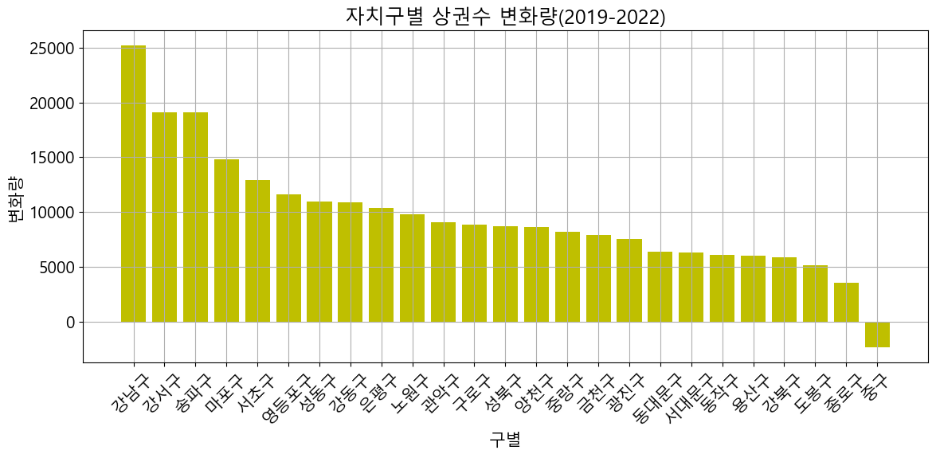 자치구별 상권수 변화량(2019-2022)
변화량
25000
20000
15000
10000
5000
0
강남구
강서구
송파구
마포구
서초구
영등포구
성동구
강동구
은평구
노원구
관악구
구로구
성북구
양천구
중랑구
금천구
광진구
동대문구
서대문구
동작구
용산구
강북구
도봉구
종로구
중구
구별